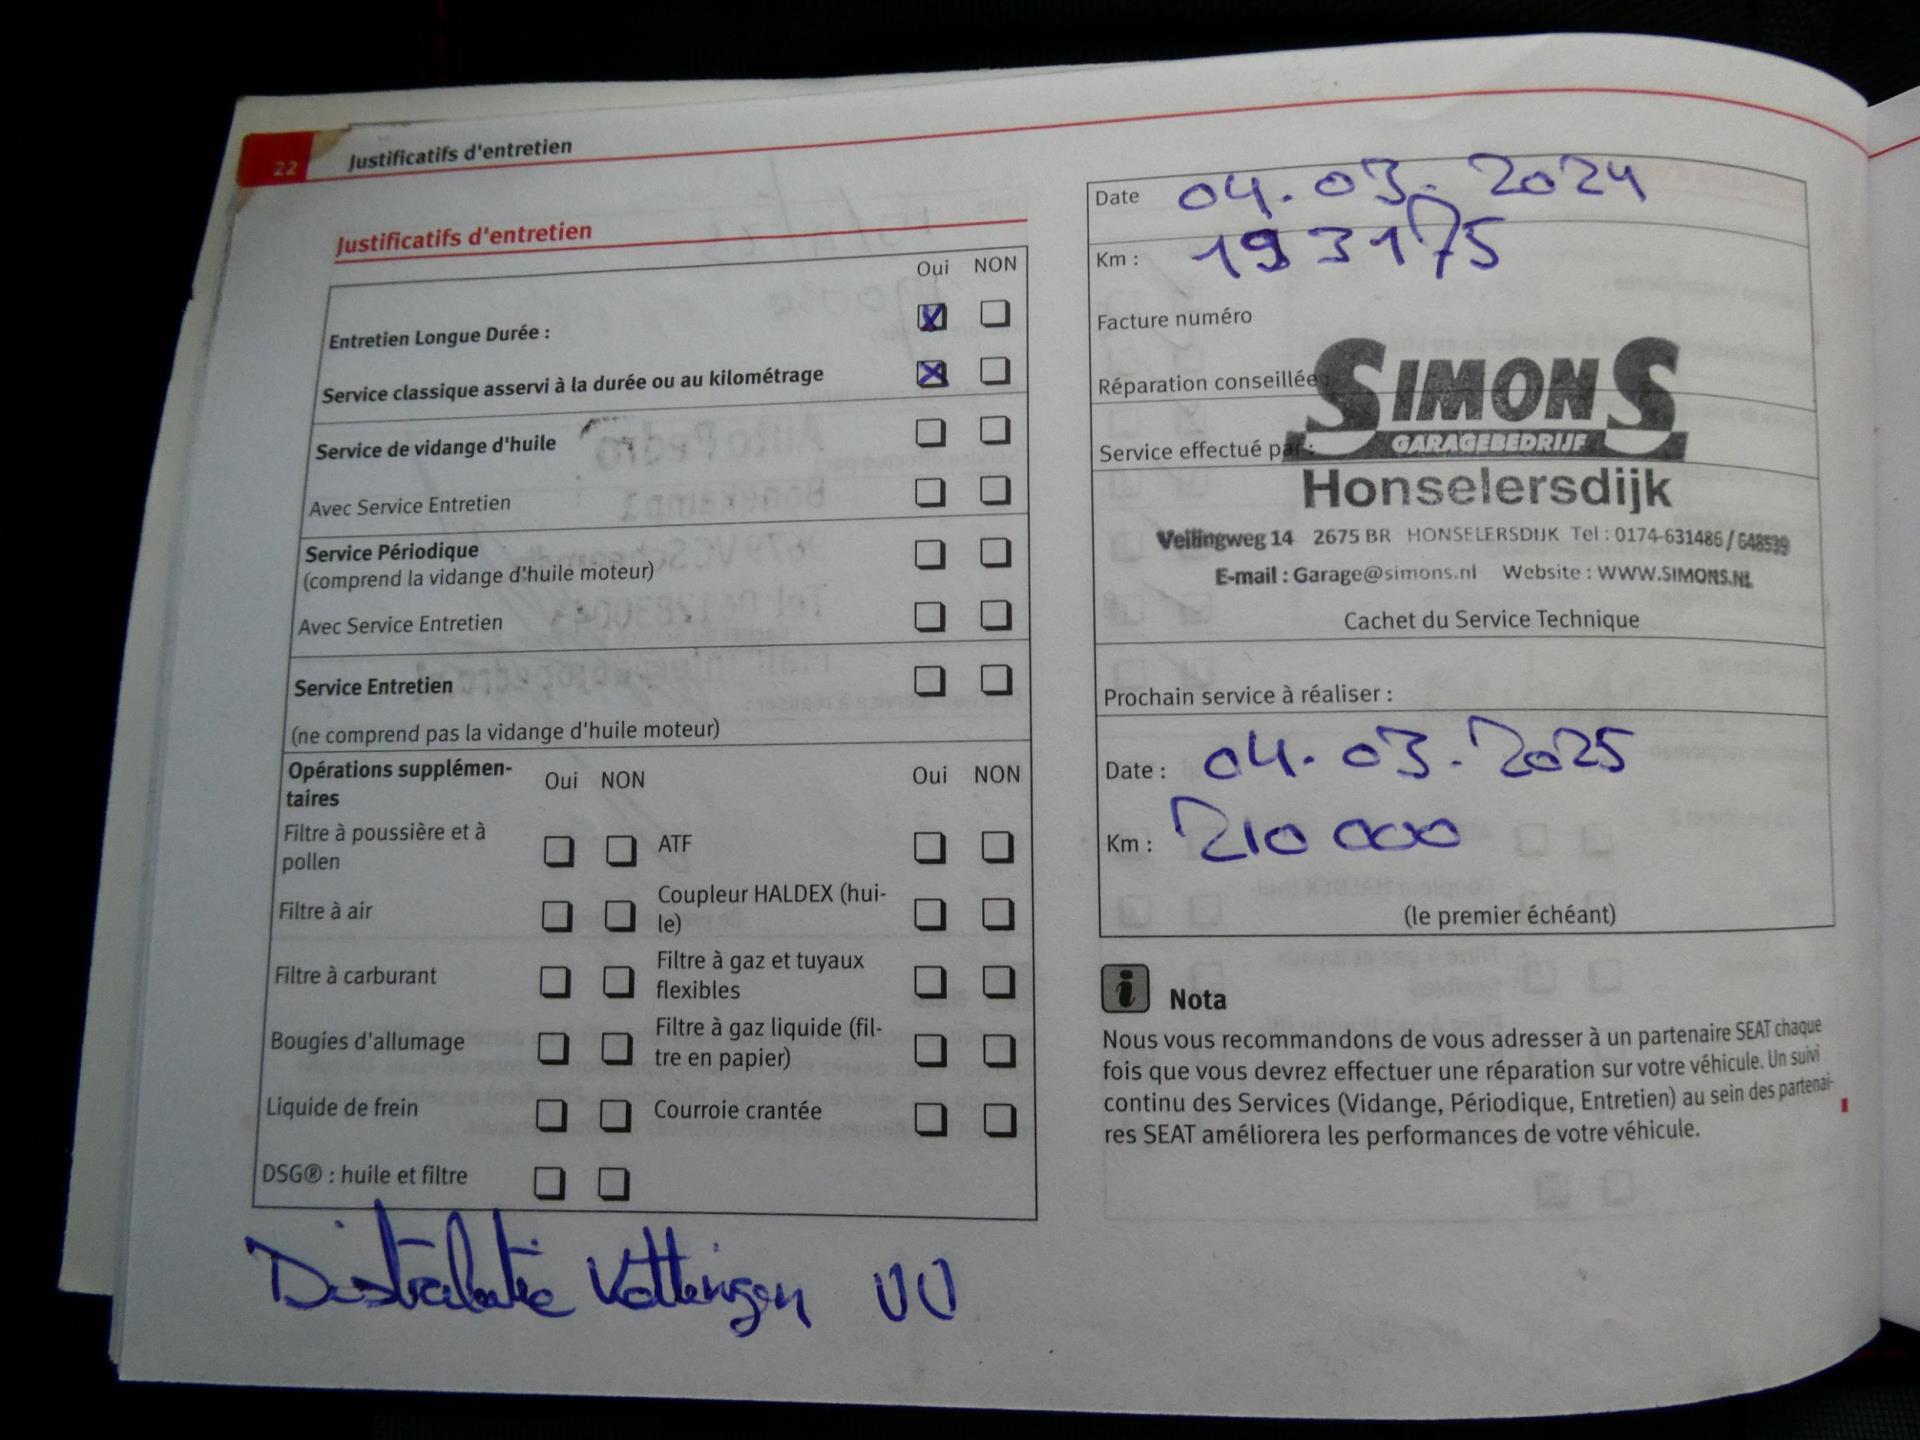 22
Justificatifs d'entretien
Justificatifs d'entretien
Oui NON
Entretien Longue Durée :
Service classique asservi à la durée ou au kilométrage
Service de vidange d'huile
Avec Service Entretien
Service Périodique
(comprend la vidange d'huile moteur)
Avec Service Entretien
Service Entretien
(ne comprend pas la vidange d'huile moteur)
Opérations supplémen-
taires
Oui NON
Oui NON
Filtre à poussière et à
pollen
ATF
Filtre à air
Coupleur HALDEX (hui-
le)
Filtre à carburant
Filtre à gaz et tuyaux
flexibles
Bougies d'allumage
Filtre à gaz liquide (fil-
tre en papier)
Liquide de frein
Courroie crantée
DSG® : huile et filtre
Distributie
Date 04.03.2024
Km : 193175
Facture numéro
Réparation conseillée
Service effectué par :
SIMONS
GARAGEBEDRIJF
Honselersdijk
Veilingweg 14 2675 BR HONSELERSDIJK Tel : 0174-631486 / 648539
E-mail : Garage@simons.nl Website : WWW.SIMONS.NL
Cachet du Service Technique
Prochain service à réaliser :
Date : 04.03.2025
Km : 210 000
(le premier échéant)
i Nota
Nous vous recommandons de vous adresser à un partenaire SEAT chaque
fois que vous devrez effectuer une réparation sur votre véhicule. Un suivi
continu des Services (Vidange, Périodique, Entretien) au sein des partenai-
res SEAT améliorera les performances de votre véhicule.